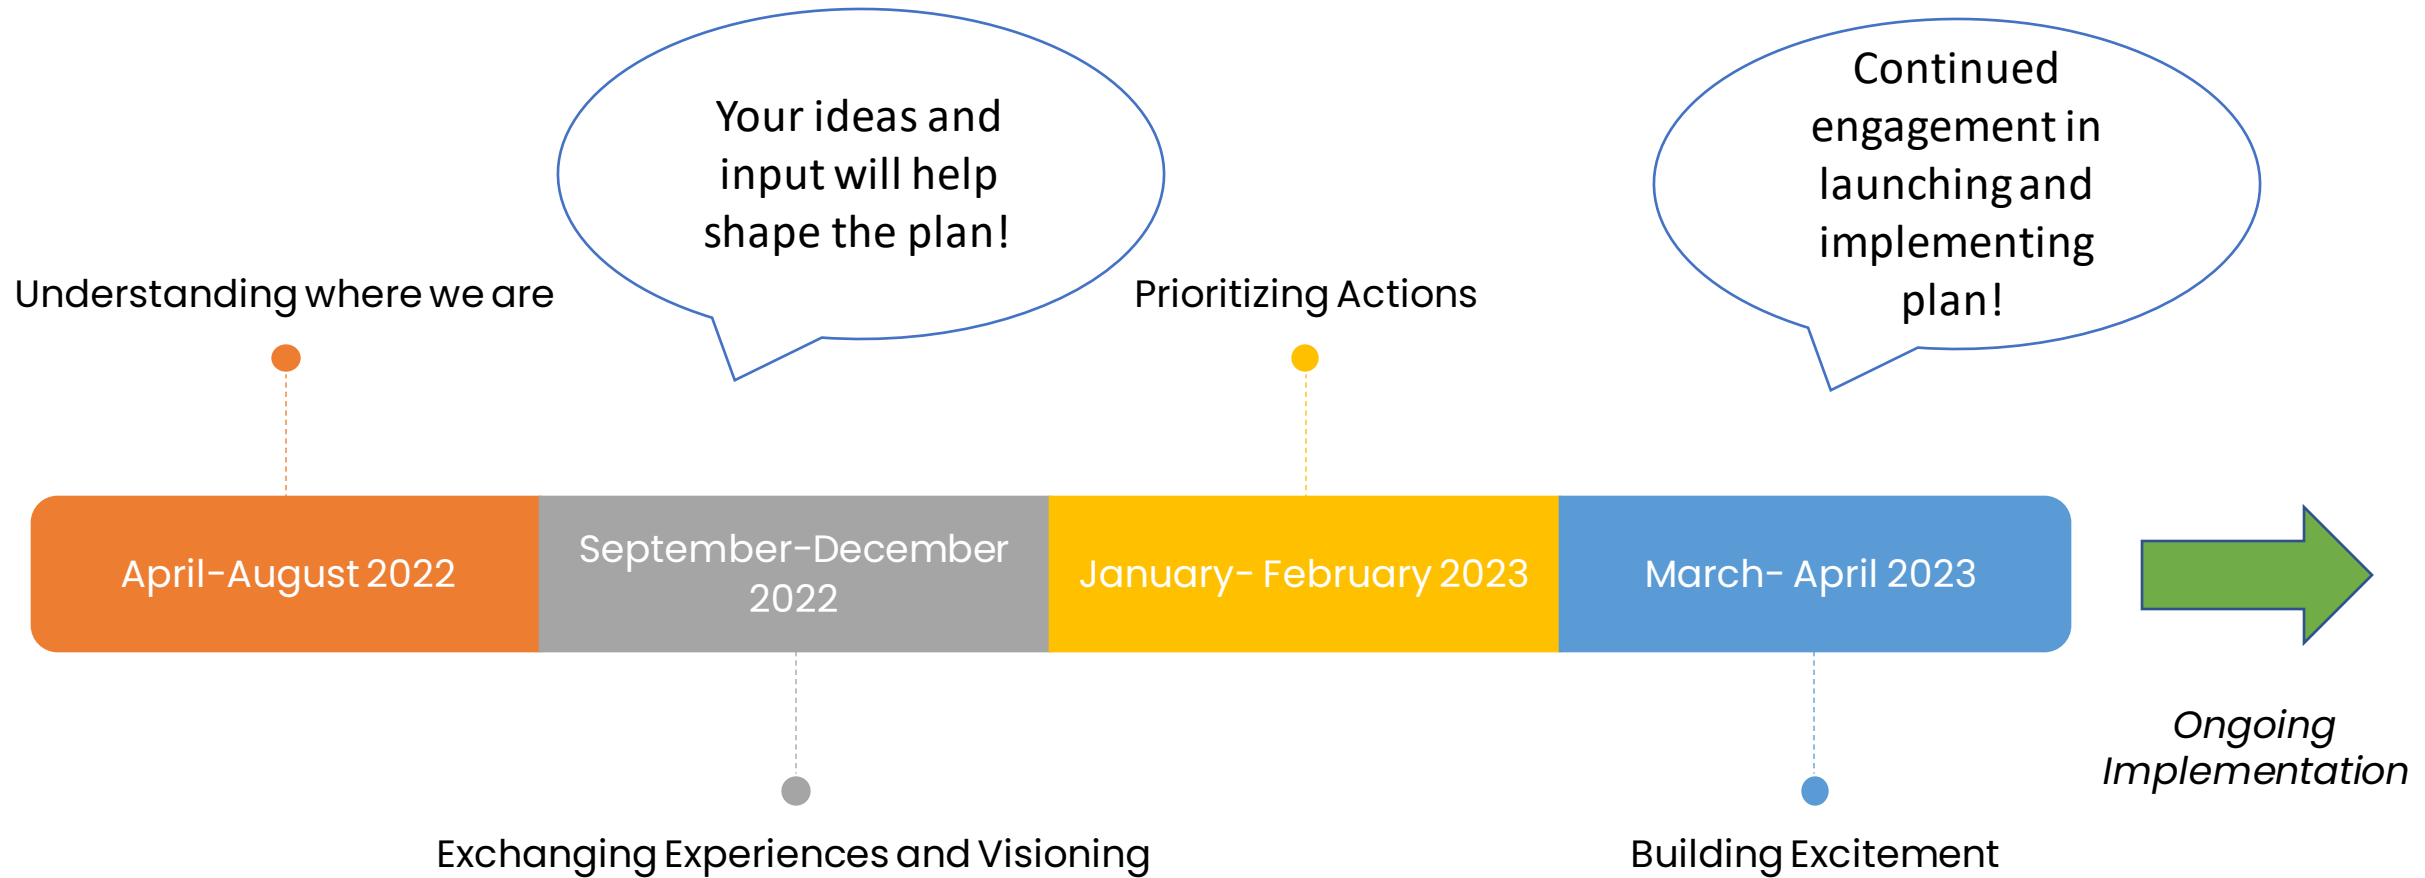 Your ideas and
input will help
shape the plan!
Continued
engagement in
launching and
implementing
plan!
Understanding where we are
Prioritizing Actions
April-August 2022
September-December
2022
January- February 2023
March- April 2023
Ongoing
Implementation
Exchanging Experiences and Visioning
Building Excitement